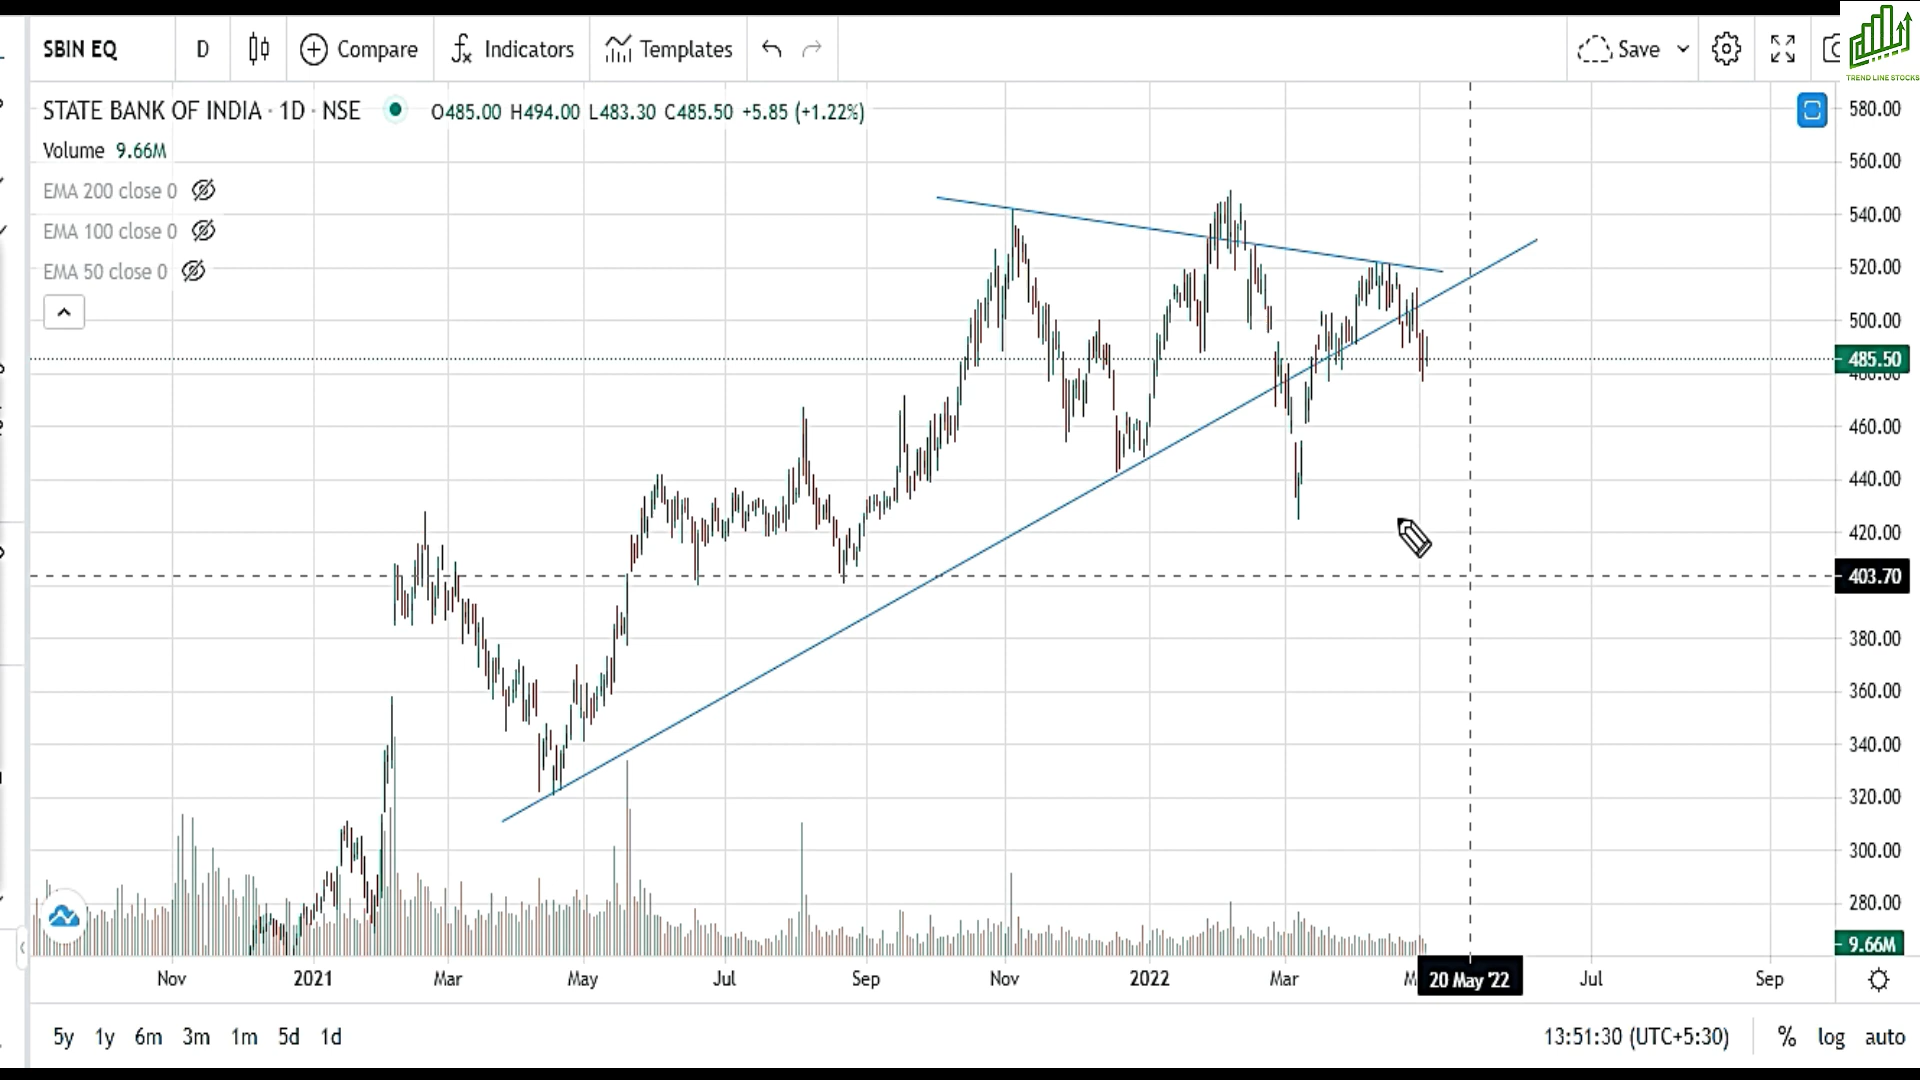 SBIN EQ D Compare Indicators Templates Save
TREND LINE STOCKS
STATE BANK OF INDIA · 1D · NSE O485.00 H494.00 L483.30 C485.50 +5.85 (+1.22%)
Volume 9.66M
EMA 200 close 0
EMA 100 close 0
EMA 50 close 0
580.00
560.00
540.00
520.00
500.00
485.50
460.00
440.00
420.00
403.70
380.00
360.00
340.00
320.00
300.00
280.00
9.66M
Nov 2021 Mar May Jul Sep Nov 2022 Mar 20 May '22 Jul Sep
5y 1y 6m 3m 1m 5d 1d 13:51:30 (UTC+5:30) % log auto